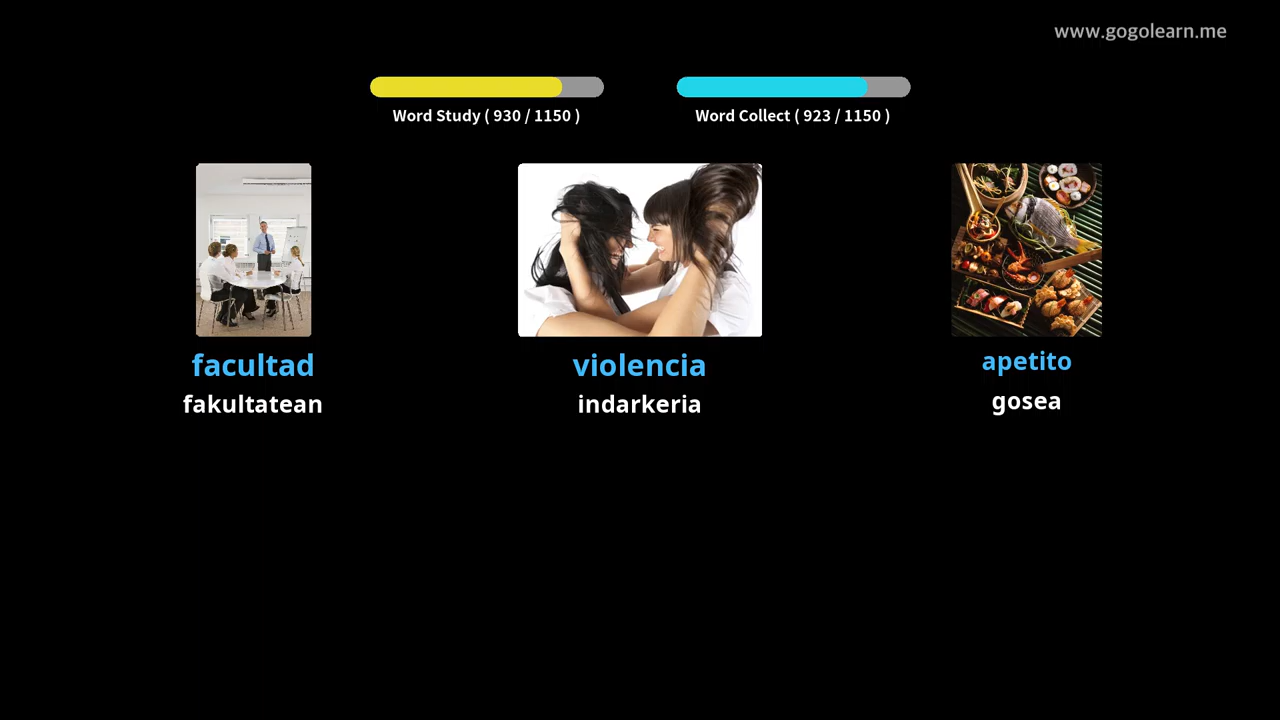 www.gogolearn.me
Word Study ( 930 / 1150 )
Word Collect ( 923 / 1150 )
facultad
fakultatean
violencia
indarkeria
apetito
gosea